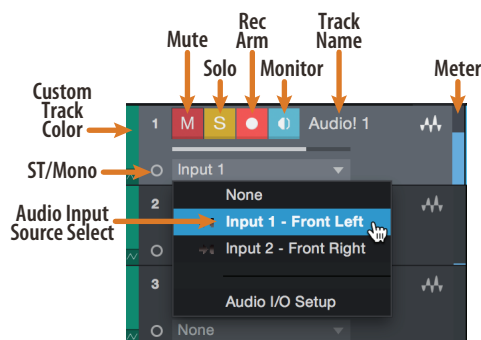 Mute
Solo
Rec
Arm
Monitor
Track
Name
Meter
Custom
Track
Color
1 M S Audio! 1
ST/Mono
Input 1
2
None
Audio Input
Source Select
Input 1 - Front Left
Input 2 - Front Right
3
Audio I/O Setup
None